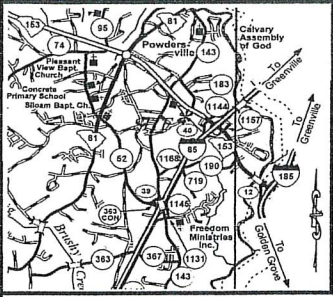 81
95
153
Calvary
Assembly
of God
74
Powders-
ville
143
Pleasant
View Bapt.
Church
To
Greenville
183
Concrete
Primary School
Siloam Bapt. Ch.
1144
To
Greenville
1157
40
81
85
153
52
1168
190
185
719
39
12
363
CON
1145
Freedom
Ministries
Inc.
Brushy Cree
363
367
1131
143
To
Golden Grove